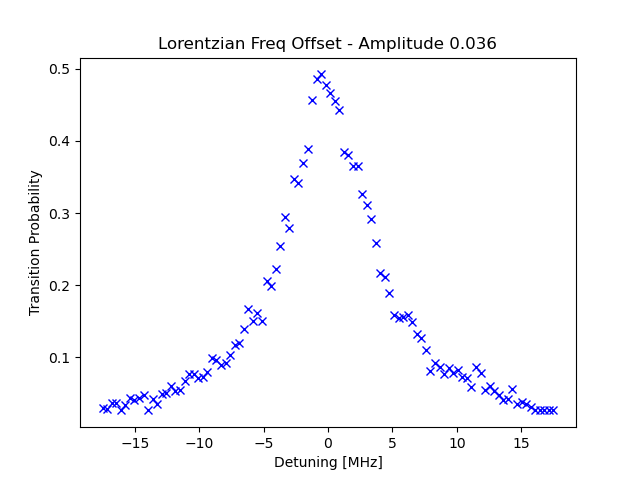 Lorentzian Freq Offset - Amplitude 0.036
0.5
0.4
0.3
0.2
0.1
Transition Probability
−15 −10 −5 0 5 10 15
Detuning [MHz]